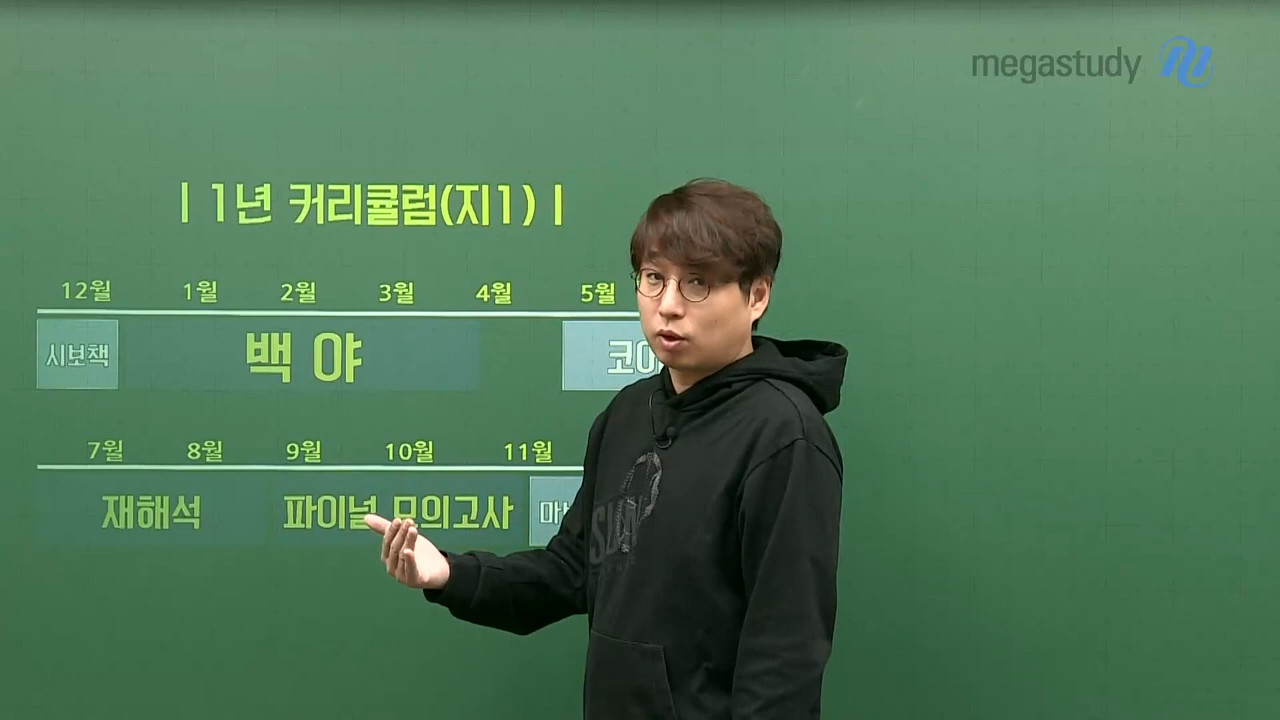 megastudy
| 1년 커리큘럼(지1) |
12월 1월 2월 3월 4월 5월
시보책 백 야
7월 8월 9월 10월 11월
재해석 파이널 모의고사